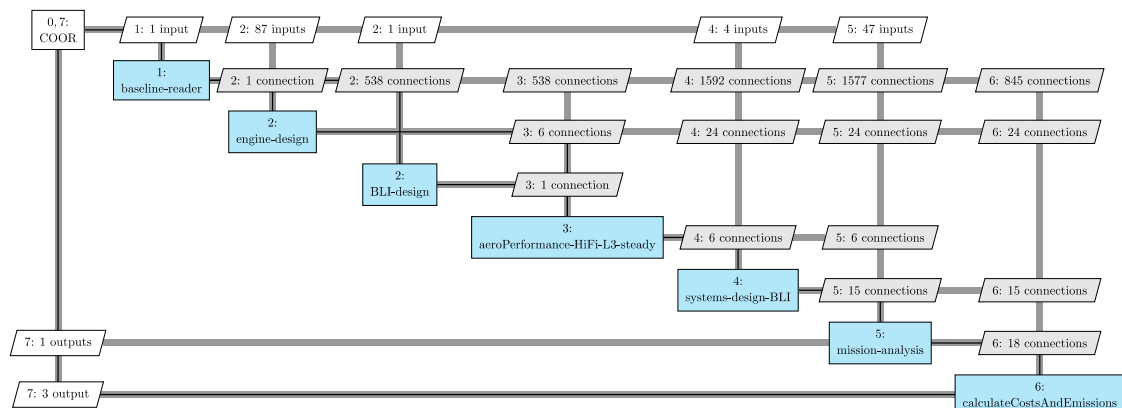 0, 7:
COOR
1: 1 input
2: 87 inputs
2: 1 input
4: 4 inputs
5: 47 inputs
1:
baseline-reader
2: 1 connection
2: 538 connections
3: 538 connections
4: 1592 connections
5: 1577 connections
6: 845 connections
2:
engine-design
3: 6 connections
4: 24 connections
5: 24 connections
6: 24 connections
2:
BLI-design
3: 1 connection
3:
aeroPerformance-HiFi-L3-steady
4: 6 connections
5: 6 connections
4:
systems-design-BLI
5: 15 connections
6: 15 connections
7: 1 outputs
5:
mission-analysis
6: 18 connections
7: 3 output
6:
calculateCostsAndEmissions